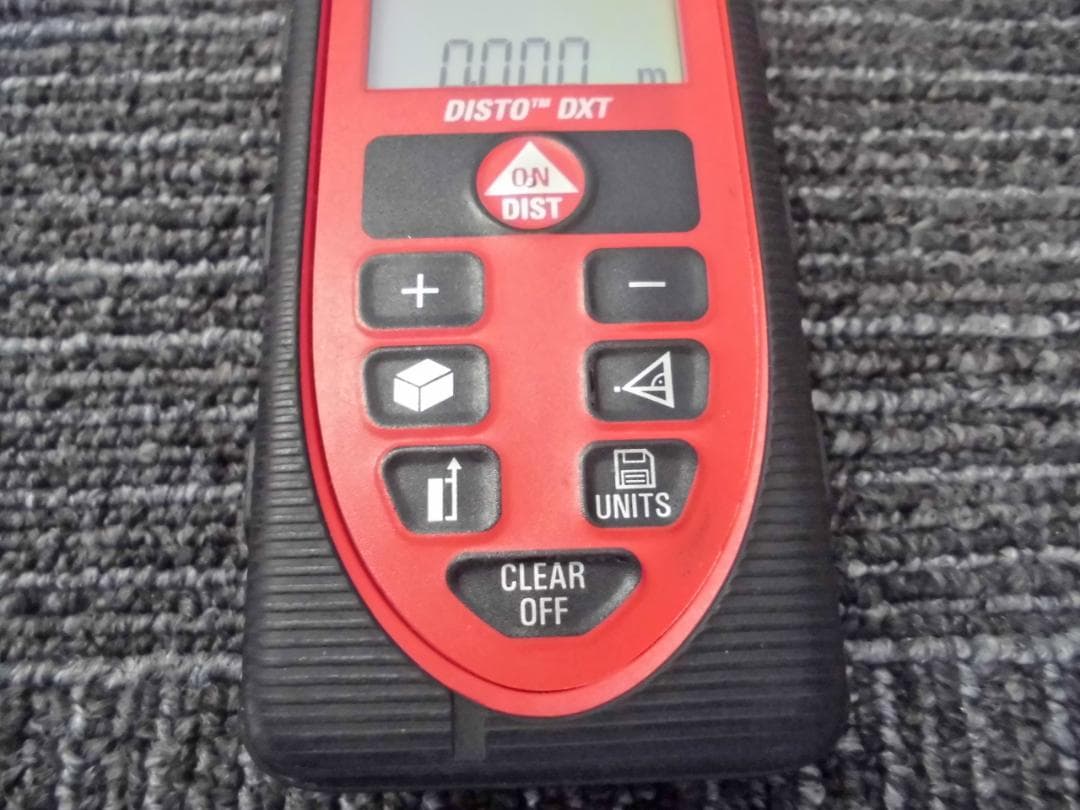 0.000 m
DISTO™ DXT
ON
DIST
+ −
UNITS
CLEAR
OFF